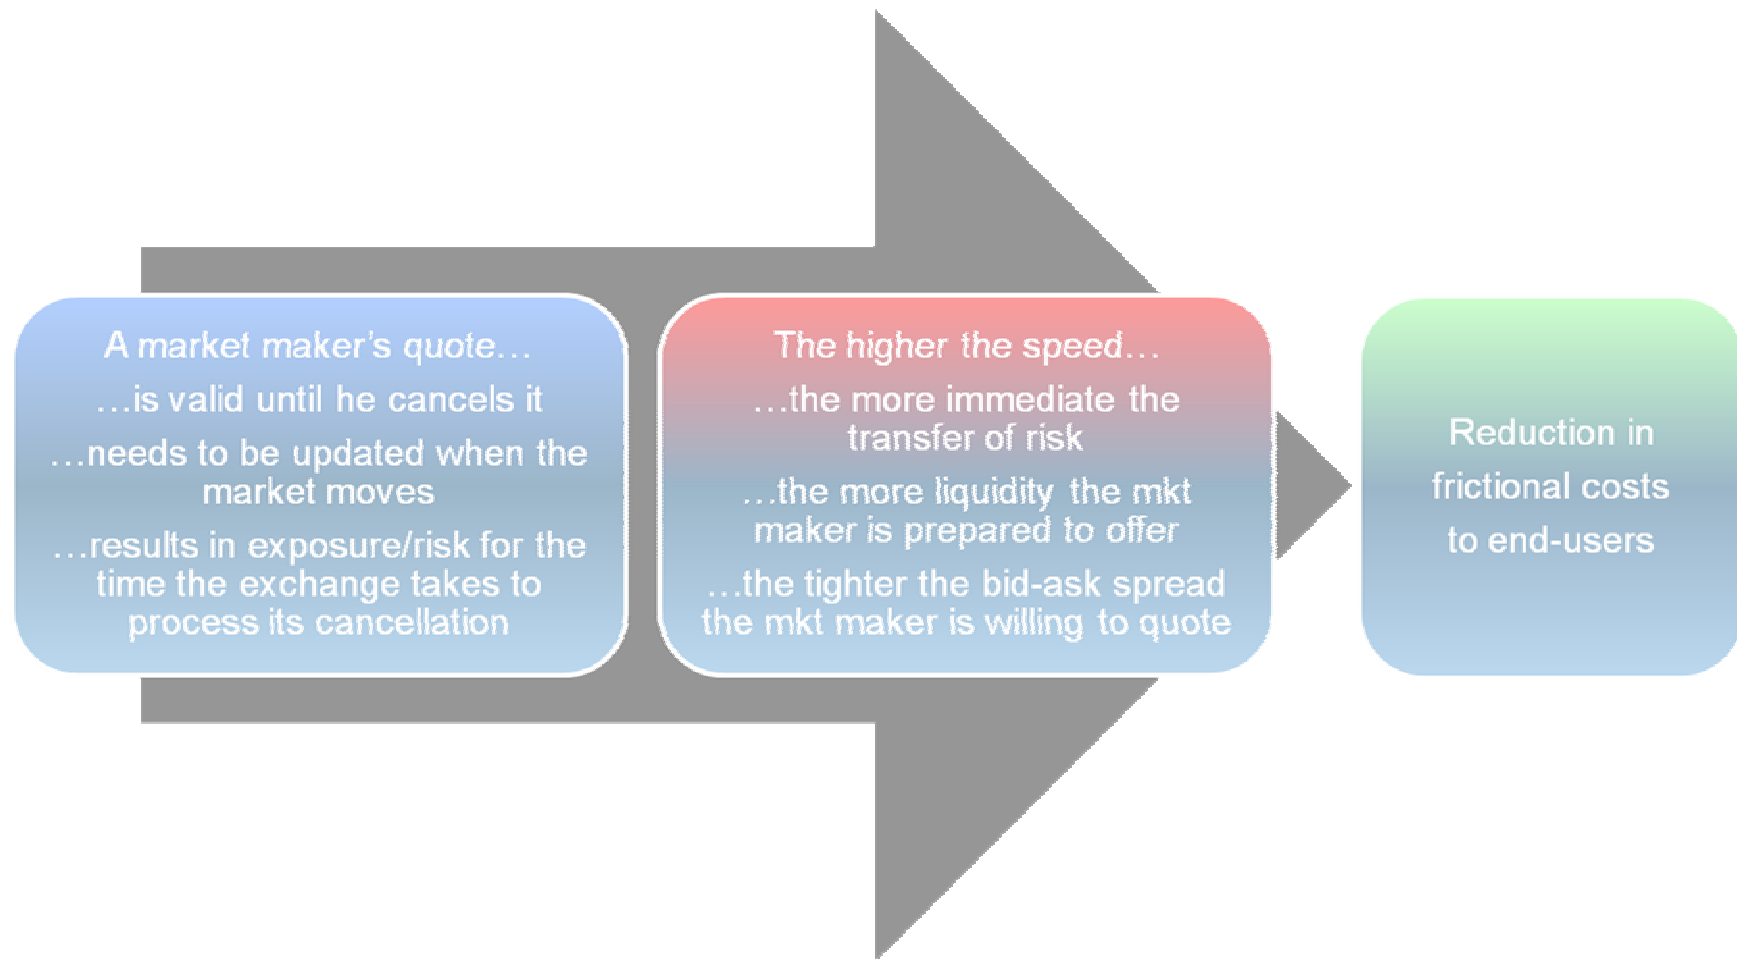 A market maker’s quote…
…is valid until he cancels it
…needs to be updated when the
market moves
…results in exposure/risk for the
time the exchange takes to
process its cancellation
The higher the speed…
…the more immediate the
transfer of risk
…the more liquidity the mkt
maker is prepared to offer
…the tighter the bid-ask spread
the mkt maker is willing to quote
Reduction in
frictional costs
to end-users